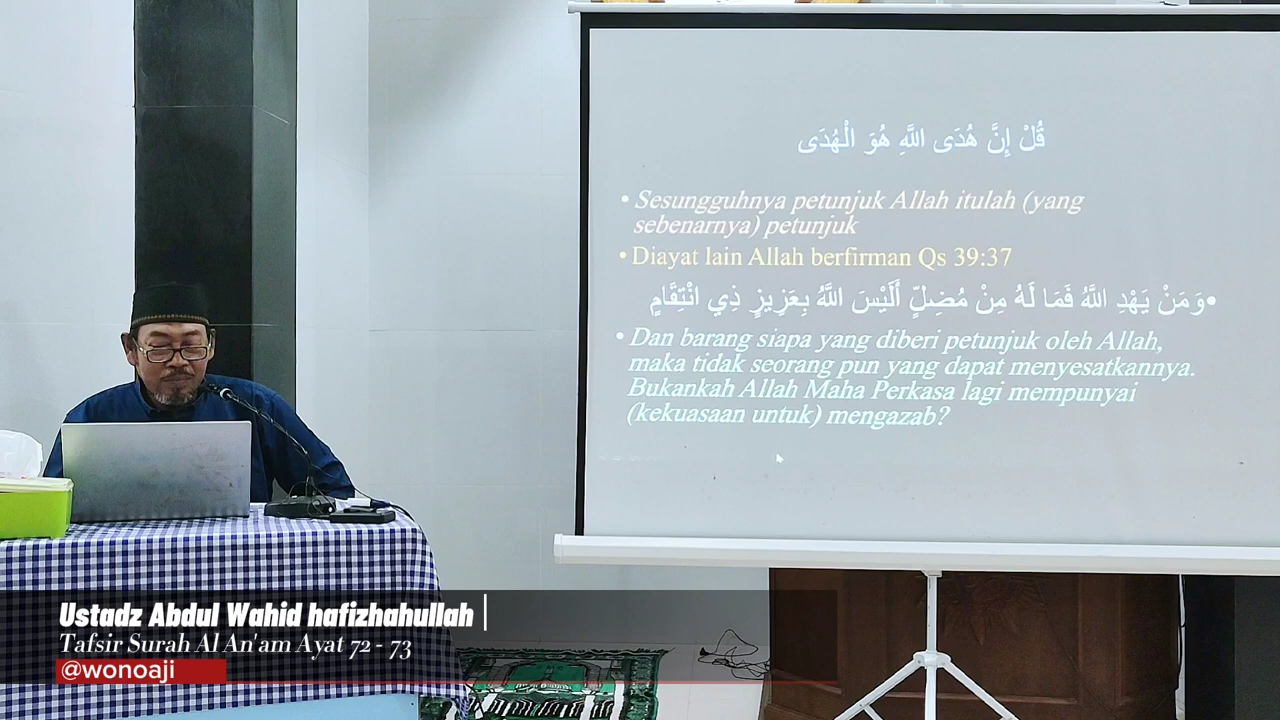 قُلْ إِنَّ هُدَى اللَّهِ هُوَ الْهُدَى
• Sesungguhnya petunjuk Allah itulah (yang
sebenarnya) petunjuk
• Diayat lain Allah berfirman Qs 39:37
•وَمَنْ يَهْدِ اللَّهُ فَمَا لَهُ مِنْ مُضِلٍّ أَلَيْسَ اللَّهُ بِعَزِيزٍ ذِي انْتِقَامٍ
• Dan barang siapa yang diberi petunjuk oleh Allah,
maka tidak seorang pun yang dapat menyesatkannya.
Bukankah Allah Maha Perkasa lagi mempunyai
(kekuasaan untuk) mengazab?
Ustadz Abdul Wahid hafizhahullah
Tafsir Surah Al An'am Ayat 72 - 73
@wonoaji